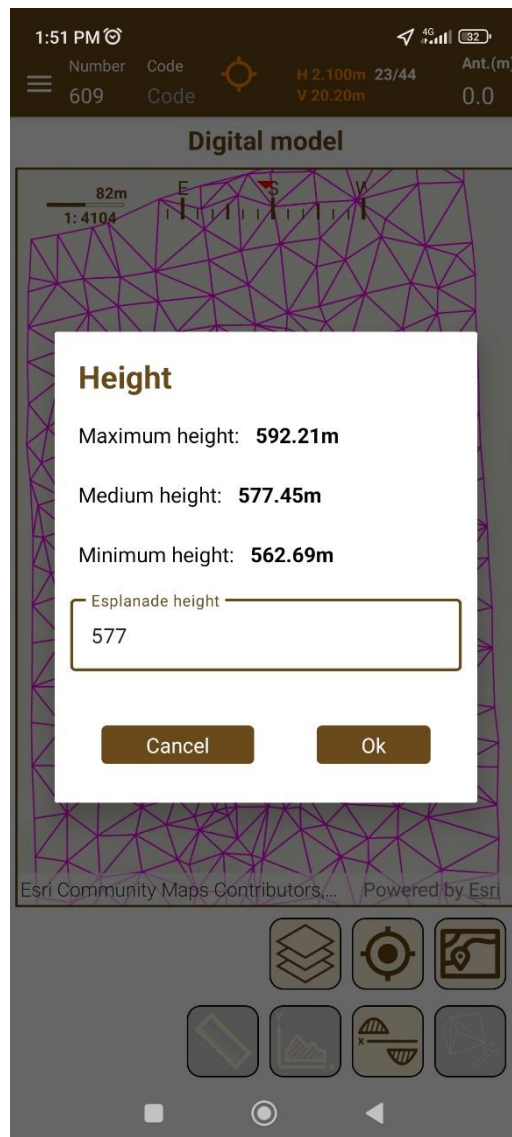 1:51 PM 4G 32
Number Code H 2.100m 23/44 Ant.(m)
609 Code V 20.20m 0.0
Digital model
82m E S W
1: 4104
Height
Maximum height: 592.21m
Medium height: 577.45m
Minimum height: 562.69m
Esplanade height
577
Cancel Ok
Esri Community Maps Contributors,... Powered by Esri
x
x